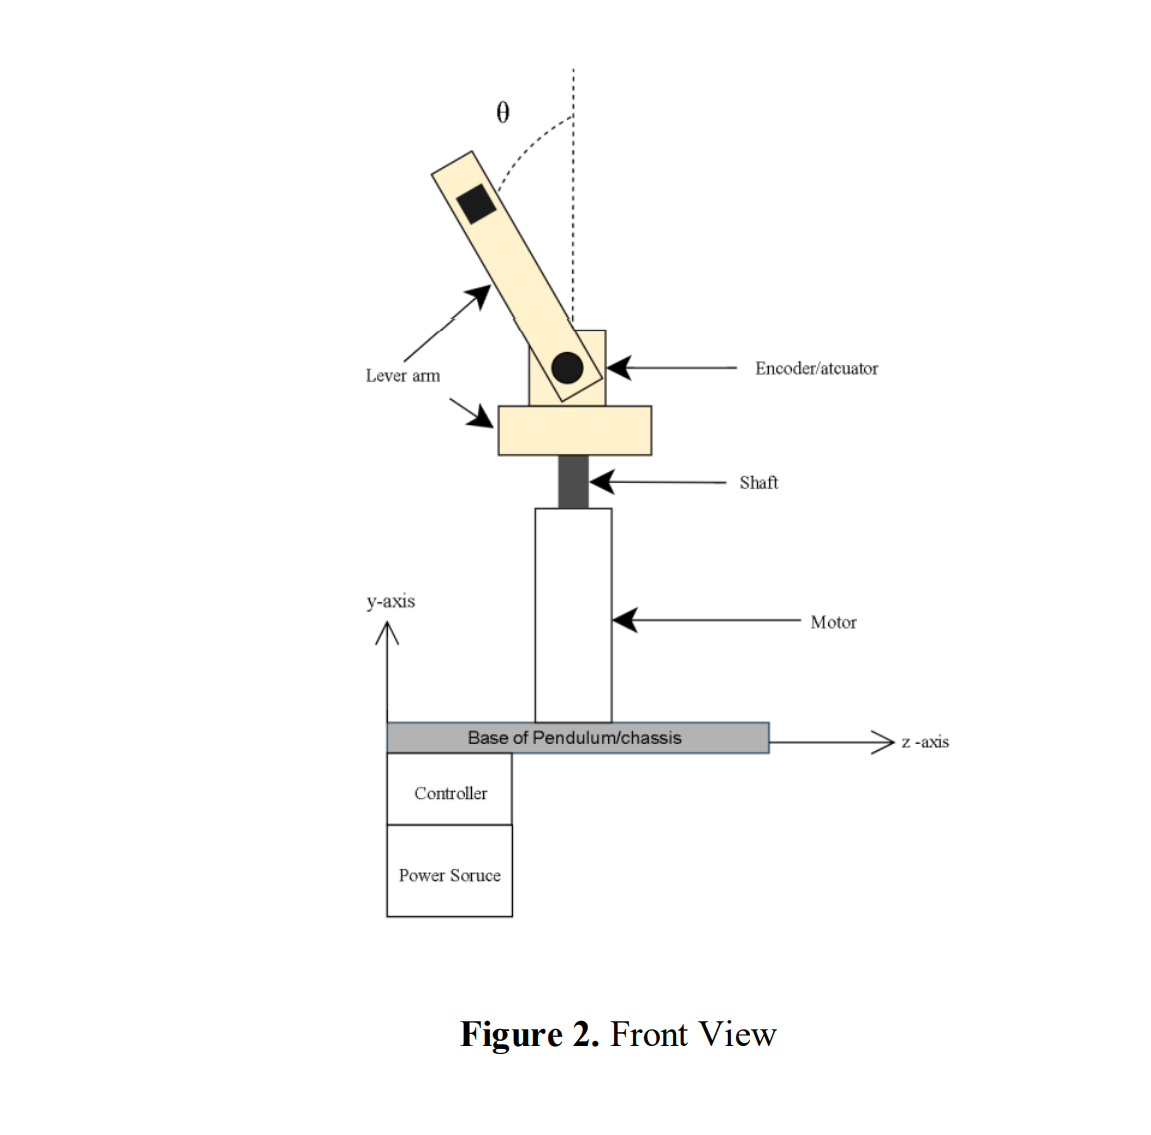 θ
Lever arm
Encoder/atcuator
Shaft
y-axis
Motor
Base of Pendulum/chassis
z -axis
Controller
Power Soruce
Figure 2. Front View